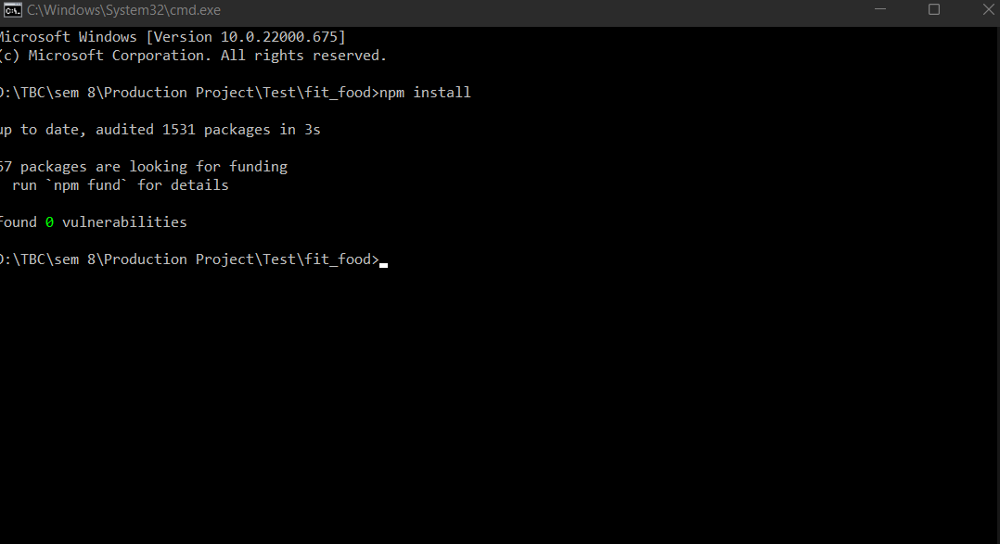 C:\Windows\System32\cmd.exe
Microsoft Windows [Version 10.0.22000.675]
(c) Microsoft Corporation. All rights reserved.
D:\TBC\sem 8\Production Project\Test\fit_food>npm install
up to date, audited 1531 packages in 3s
packages are looking for funding
run `npm fund` for details
found 0 vulnerabilities
D:\TBC\sem 8\Production Project\Test\fit_food>